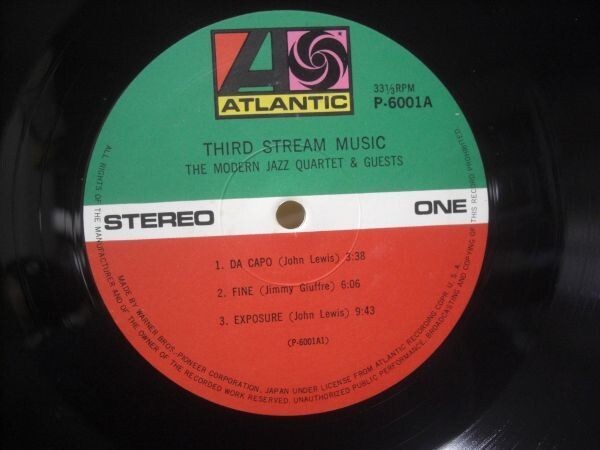 ATLANTIC
33⅓RPM
P-6001A
THIRD STREAM MUSIC
THE MODERN JAZZ QUARTET & GUESTS
STEREO
ONE
1. DA CAPO (John Lewis) 3:38
2. FINE (Jimmy Giuffre) 6:06
3. EXPOSURE (John Lewis) 9:43
(P-6001A1)
MADE BY WARNER BROS.-PIONEER CORPORATION, JAPAN UNDER LICENSE FROM ATLANTIC RECORDING CORP. U. S. A.
ALL RIGHTS OF THE MANUFACTURER AND OF THE OWNER OF THE RECORDED WORK RESERVED. UNAUTHORIZED PUBLIC PERFORMANCE, BROADCASTING AND COPYING OF THIS RECORD PROHIBITED.